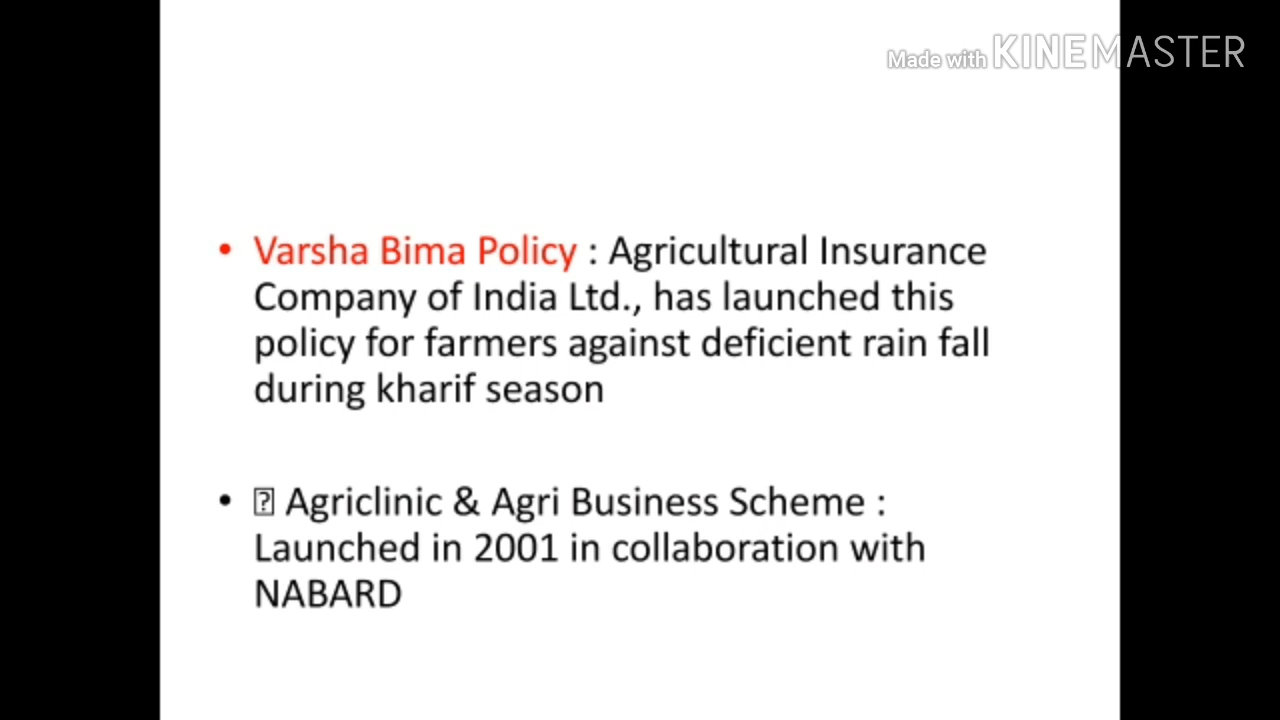 Made with KINEMASTER
• Varsha Bima Policy : Agricultural Insurance
Company of India Ltd., has launched this
policy for farmers against deficient rain fall
during kharif season
• ⍰ Agriclinic & Agri Business Scheme :
Launched in 2001 in collaboration with
NABARD